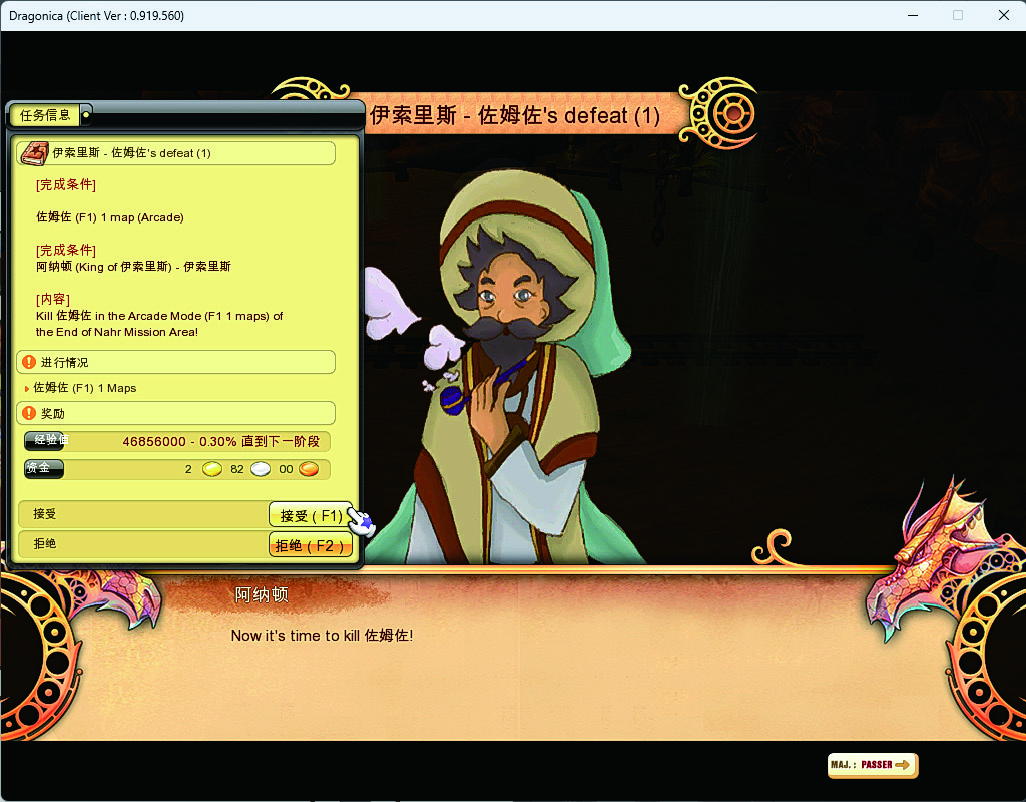 Dragonica (Client Ver : 0.919.560)
伊索里斯 - 佐姆佐's defeat (1)
任务信息
伊索里斯 - 佐姆佐's defeat (1)
[完成条件]
佐姆佐 (F1) 1 map (Arcade)
[完成条件]
阿纳顿 (King of 伊索里斯) - 伊索里斯
[内容]
Kill 佐姆佐 in the Arcade Mode (F1 1 maps) of
the End of Nahr Mission Area!
进行情况
佐姆佐 (F1) 1 Maps
奖励
经验值 46856000 - 0.30% 直到下一阶段
资金 2 82 00
接受 接受 ( F1)
拒绝 拒绝 ( F2 )
阿纳顿
Now it's time to kill 佐姆佐!
MAJ. : PASSER